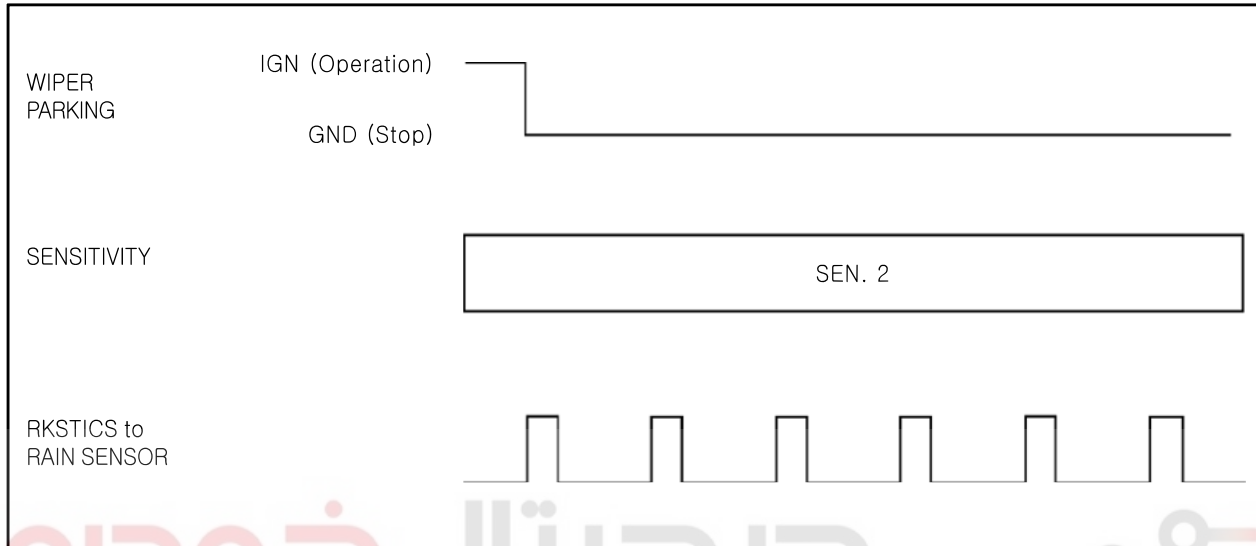 WIPER
PARKING
IGN (Operation)
GND (Stop)
SENSITIVITY
SEN. 2
RKSTICS to
RAIN SENSOR